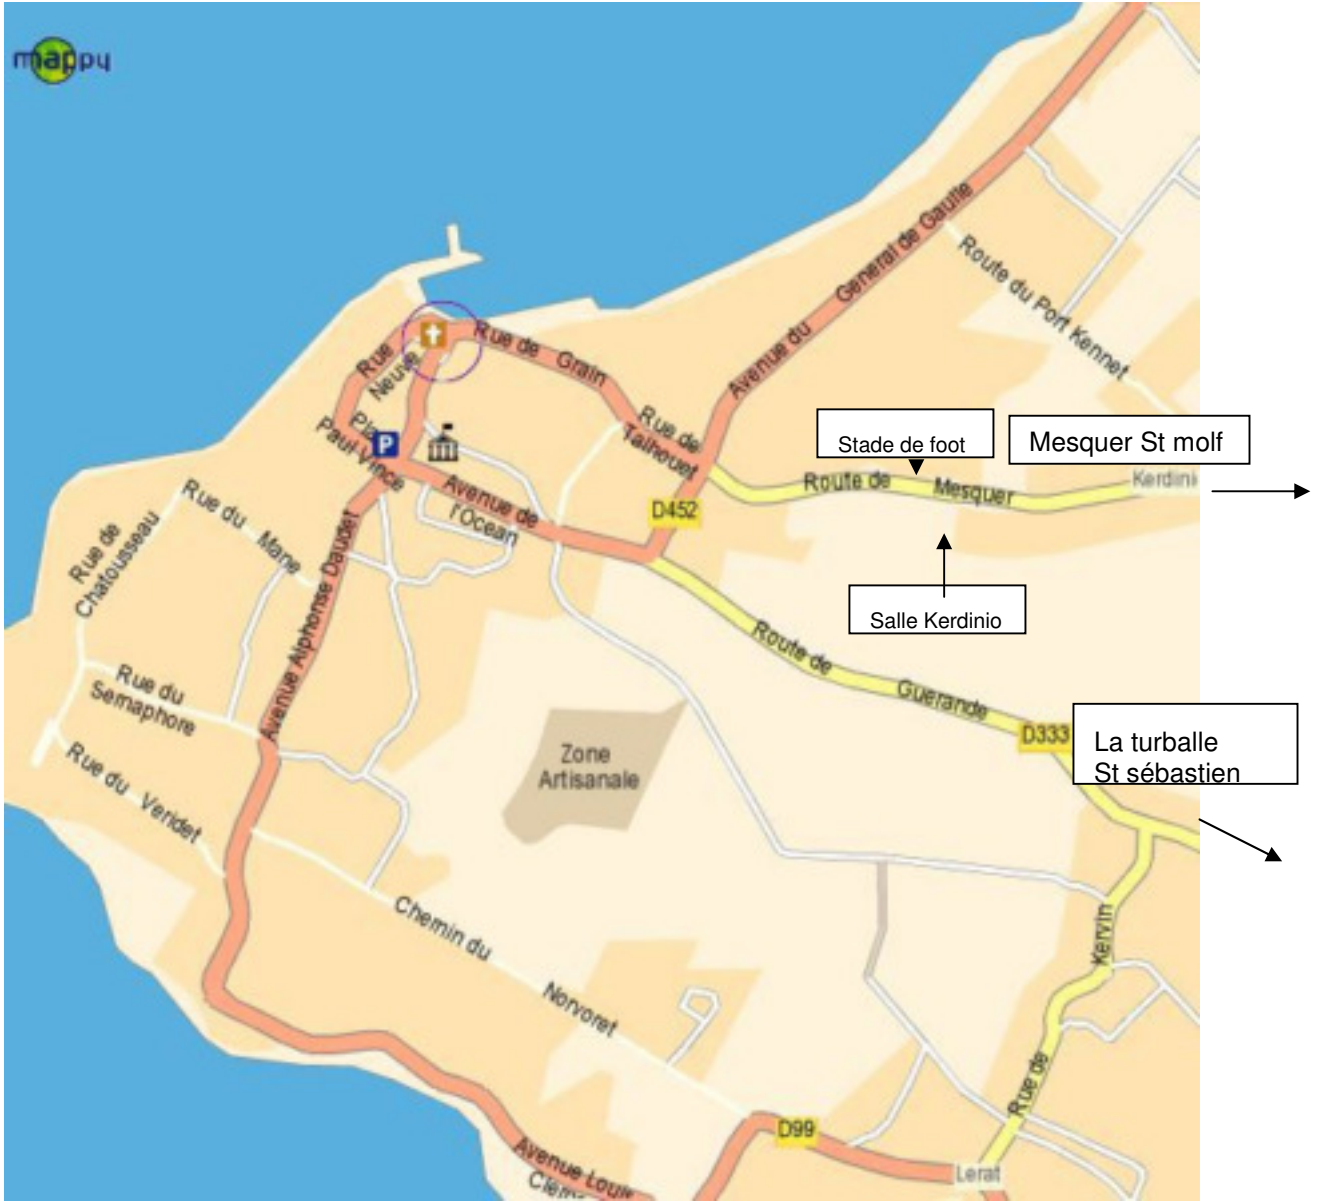 mappy
Avenue du General de Gaulle
Route du Port Kennet
Rue de Grain
Rue
Neuve
Rue de
Talhouet
Place
Paul Vince
P
Stade de foot
Mesquer St molf
Route de Mesquer
D452
Avenue de
l'Ocean
Rue du Mane
Rue de
Chatousseau
Avenue Alphonse Daudet
Salle Kerdinio
Route de Guerande
Rue du
Semaphore
D333
La turballe
St sébastien
Zone
Artisanale
Rue du Veridet
Chemin du Norvoret
Rue de Kervin
D99
Lerat
Avenue Louis